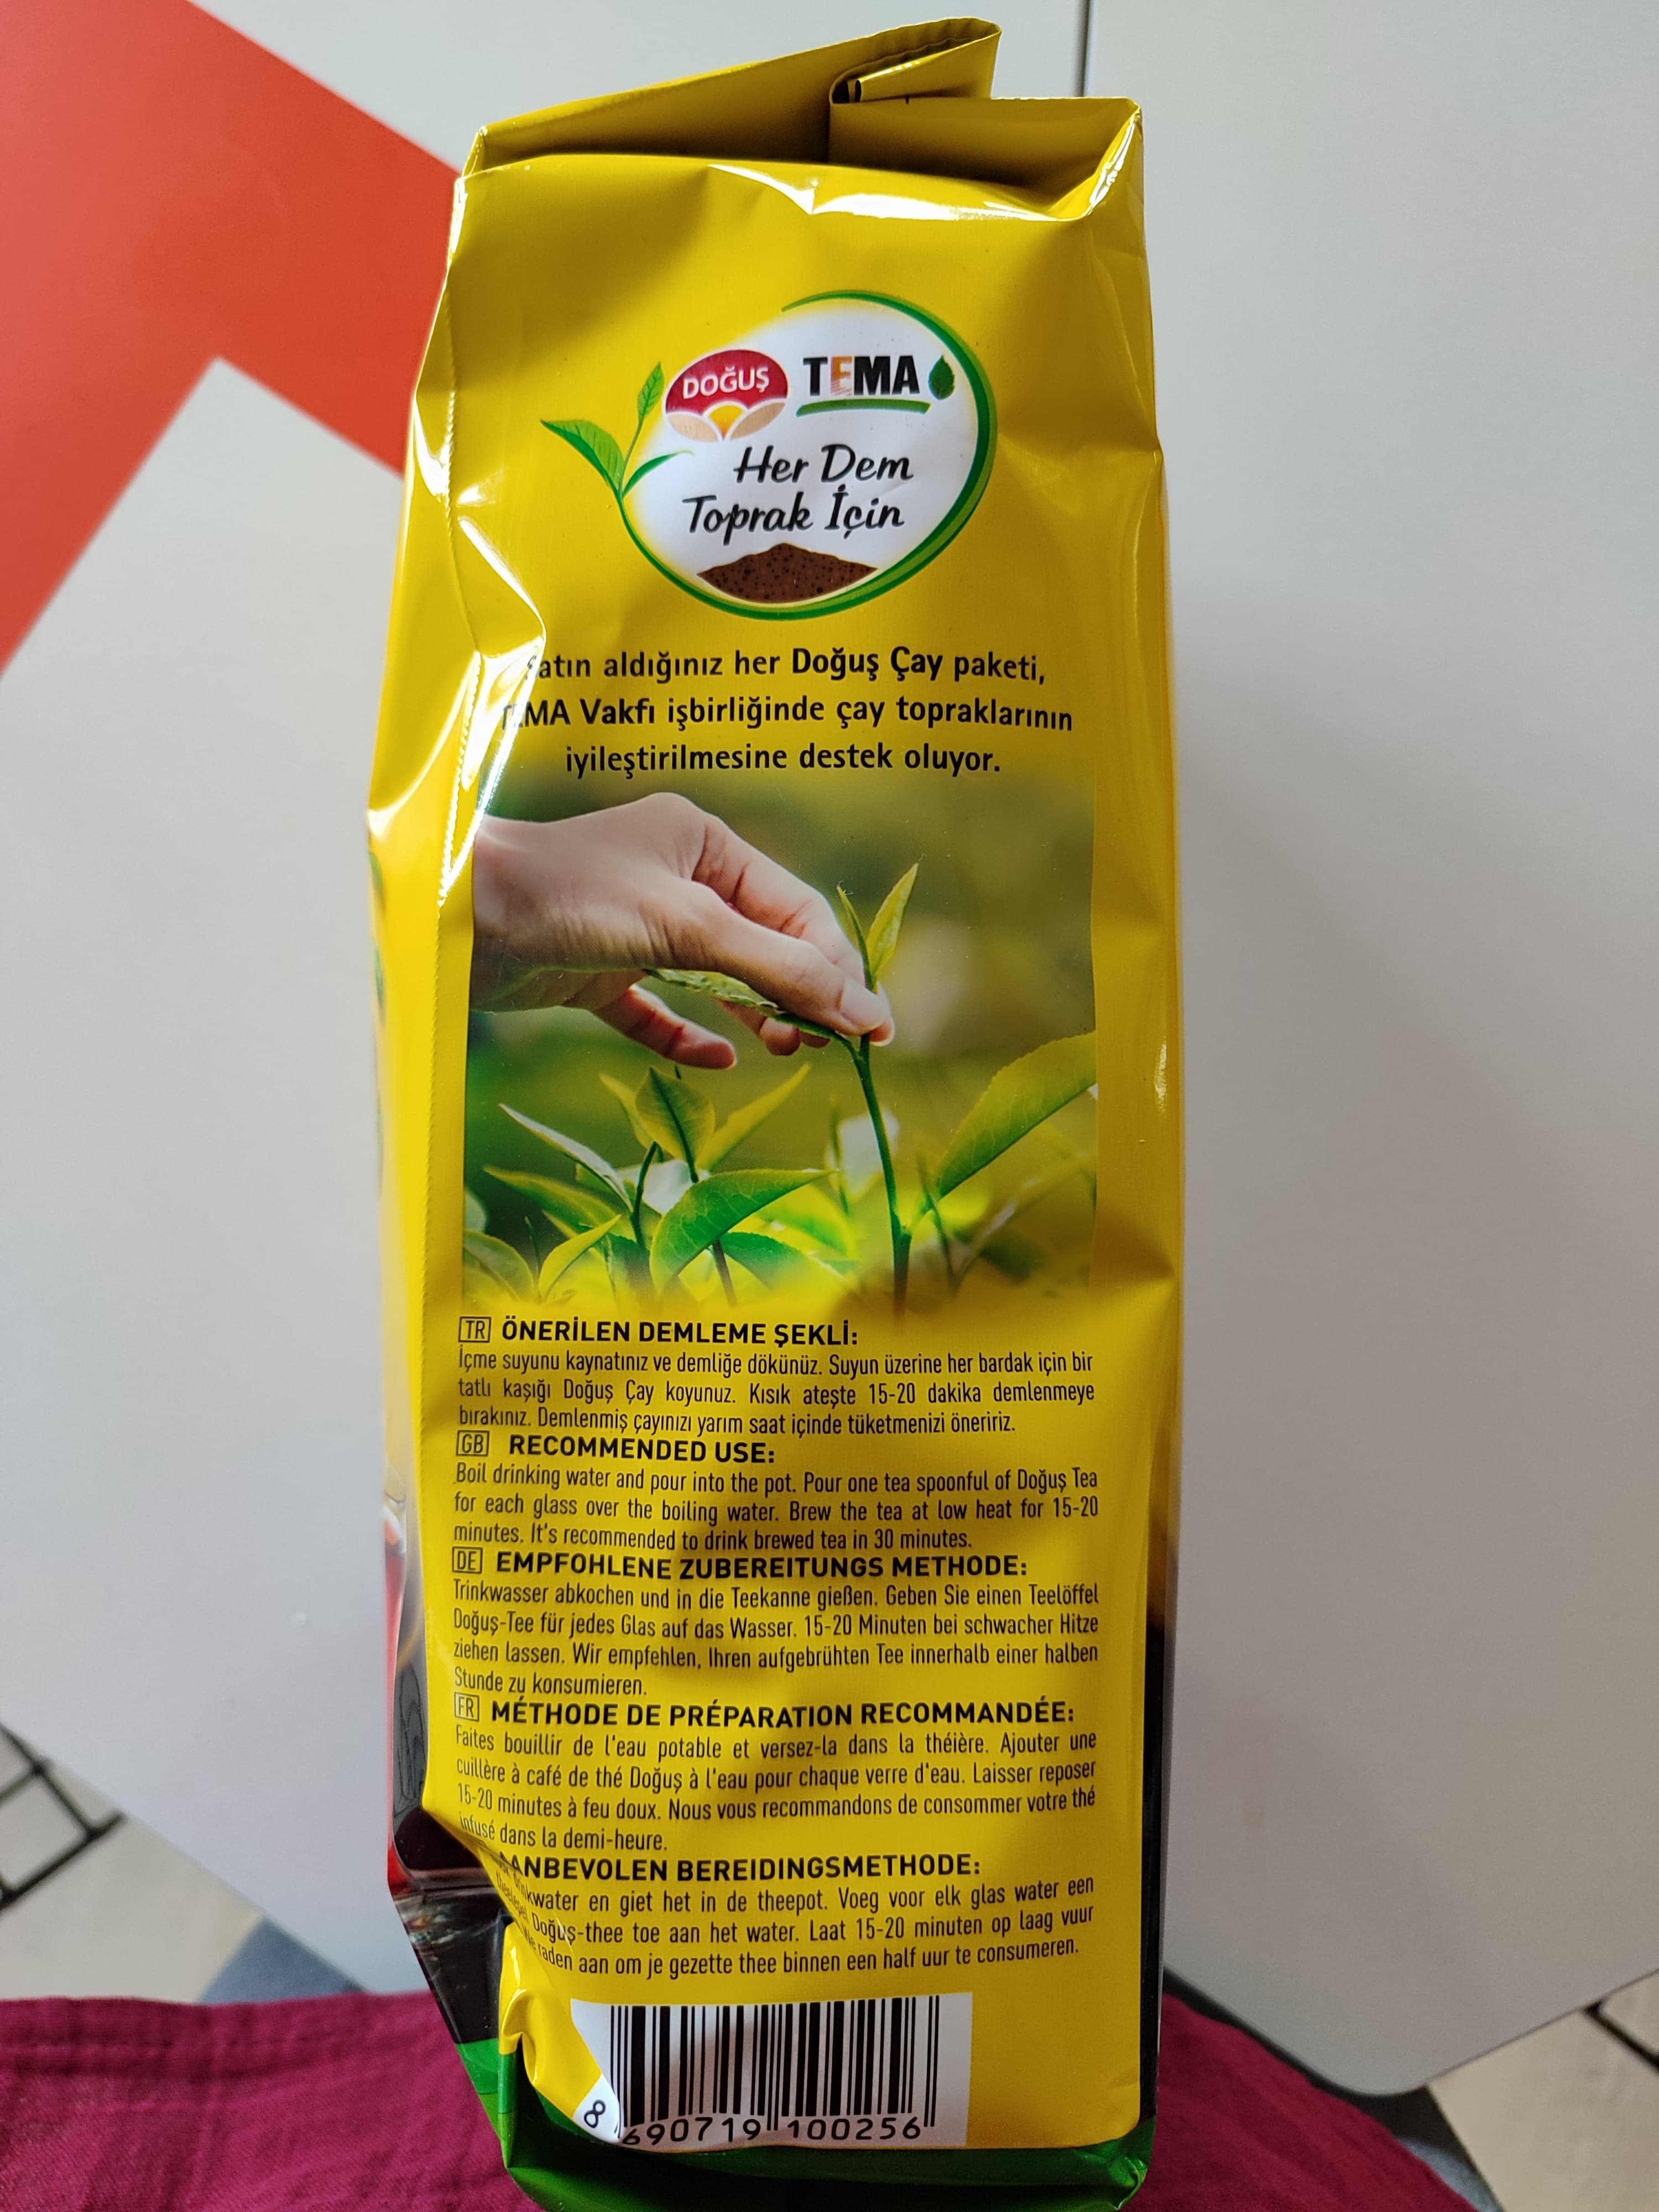 DOĞUŞ TEMA
Her Dem
Toprak İçin
aldığınız her Doğuş Çay paketi,
Vakfı işbirliğinde çay topraklarının
iyileştirilmesine destek oluyor.
TR ÖNERİLEN DEMLEME ŞEKLİ:
İçme suyunu kaynatınız ve demliğe dökünüz. Suyun üzerine her bardak için bir
tatlı kaşığı Doğuş Çay koyunuz. Kısık ateşte 15-20 dakika demlenmeye
bırakınız. Demlenmiş çayınızı yarım saat içinde tüketmenizi öneririz.
GB RECOMMENDED USE:
Boil drinking water and pour into the pot. Pour one tea spoonful of Doğuş Tea
for each glass over the boiling water. Brew the tea at low heat for 15-20
minutes. It's recommended to drink brewed tea in 30 minutes.
DE EMPFOHLENE ZUBEREITUNGS METHODE:
Trinkwasser abkochen und in die Teekanne gießen. Geben Sie einen Teelöffel
Doğuş-Tee für jedes Glas auf das Wasser. 15-20 Minuten bei schwacher Hitze
ziehen lassen. Wir empfehlen, Ihren aufgebrühten Tee innerhalb einer halben
Stunde zu konsumieren.
FR MÉTHODE DE PRÉPARATION RECOMMANDÉE:
Faites bouillir de l'eau potable et versez-la dans la théière. Ajouter une
cuillère à café de thé Doğuş à l'eau pour chaque verre d'eau. Laisser reposer
15-20 minutes à feu doux. Nous vous recommandons de consommer votre thé
infusé dans la demi-heure.
AANBEVOLEN BEREIDINGSMETHODE:
en giet het in de theepot. Voeg voor elk glas water een
Doğuş-thee toe aan het water. Laat 15-20 minuten op laag vuur
raden aan om je gezette thee binnen een half uur te consumeren.
8 690719 100256